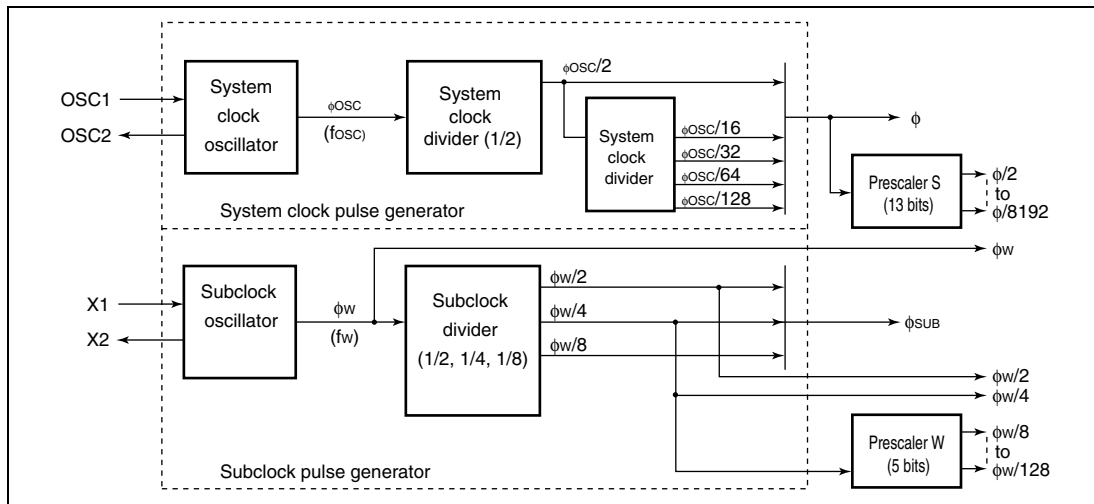 OSC1
OSC2
System
clock
oscillator
φOSC
(fOSC)
System
clock
divider (1/2)
φOSC/2
System
clock
divider
φOSC/16
φOSC/32
φOSC/64
φOSC/128
φ
Prescaler S
(13 bits)
φ/2
to
φ/8192
System clock pulse generator
φW
X1
X2
Subclock
oscillator
φW
(fW)
Subclock
divider
(1/2, 1/4, 1/8)
φW/2
φW/4
φW/8
φSUB
φW/2
φW/4
Prescaler W
(5 bits)
φW/8
to
φW/128
Subclock pulse generator